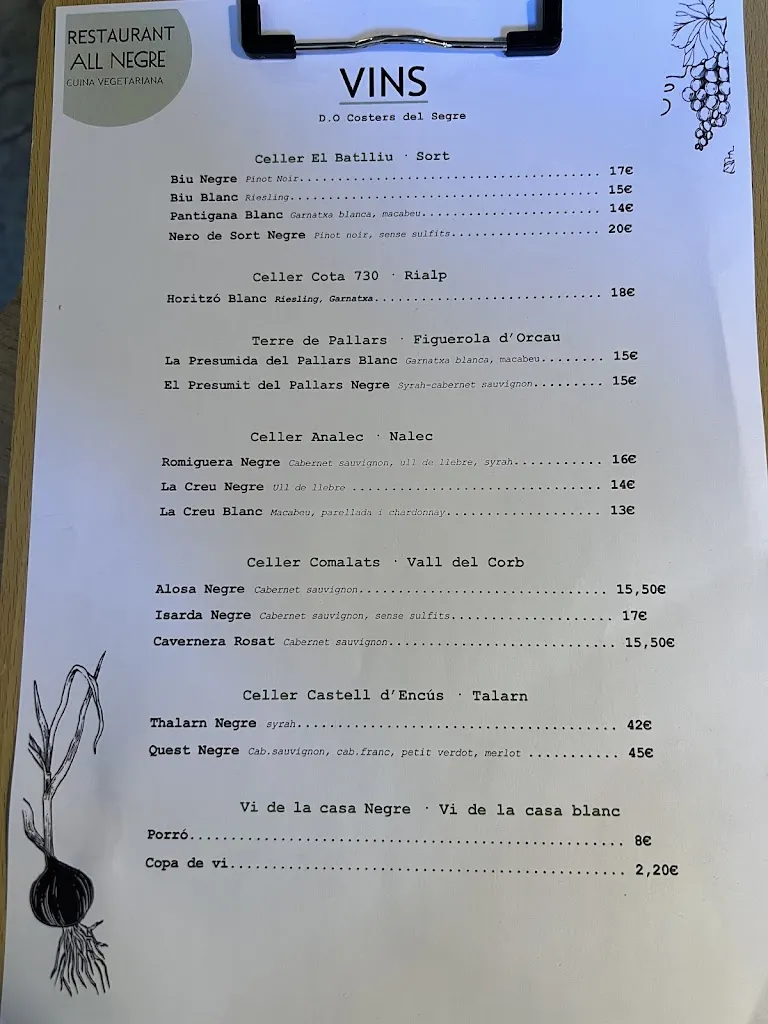 RESTAURANT
ALL NEGRE
CUINA VEGETARIANA
VINS
D.O Costers del Segre
Celler El Batlliu · Sort
Biu Negre Pinot Noir.................................... 17€
Biu Blanc Riesling..................................... 15€
Pantigana Blanc Garnatxa blanca, macabeu...................... 14€
Nero de Sort Negre Pinot noir, sense sulfits.................. 20€
Celler Cota 730 · Rialp
Horitzó Blanc Riesling, Garnatxa............................ 18€
Terre de Pallars · Figuerola d'Orcau
La Presumida del Pallars Blanc Garnatxa blanca, macabeu........ 15€
El Presumit del Pallars Negre Syrah-cabernet sauvignon......... 15€
Celler Analec · Nalec
Romiguera Negre Cabernet sauvignon, ull de llebre, syrah........... 16€
La Creu Negre Ull de llebre ............................... 14€
La Creu Blanc Macabeu, parellada i chardonnay................... 13€
Celler Comalats · Vall del Corb
Alosa Negre Cabernet sauvignon.............................. 15,50€
Isarda Negre Cabernet sauvignon, sense sulfits.................... 17€
Cavernera Rosat Cabernet sauvignon............................ 15,50€
Celler Castell d'Encús · Talarn
Thalarn Negre syrah....................................... 42€
Quest Negre Cab.sauvignon, cab.franc, petit verdot, merlot ........... 45€
Vi de la casa Negre · Vi de la casa blanc
Porró..................................................... 8€
Copa de vi................................................ 2,20€